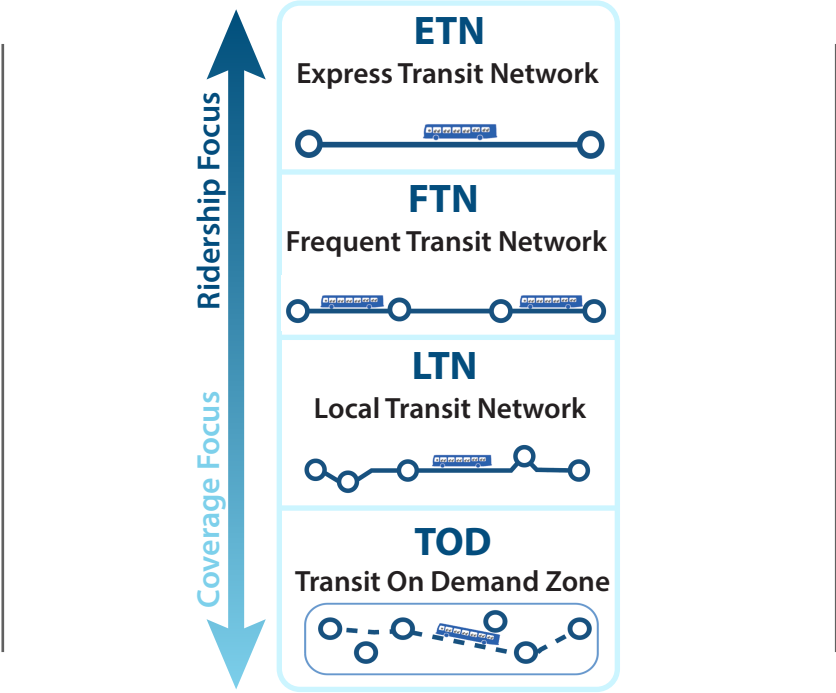 ETN
Express Transit Network
Ridership Focus
FTN
Frequent Transit Network
LTN
Local Transit Network
Coverage Focus
TOD
Transit On Demand Zone